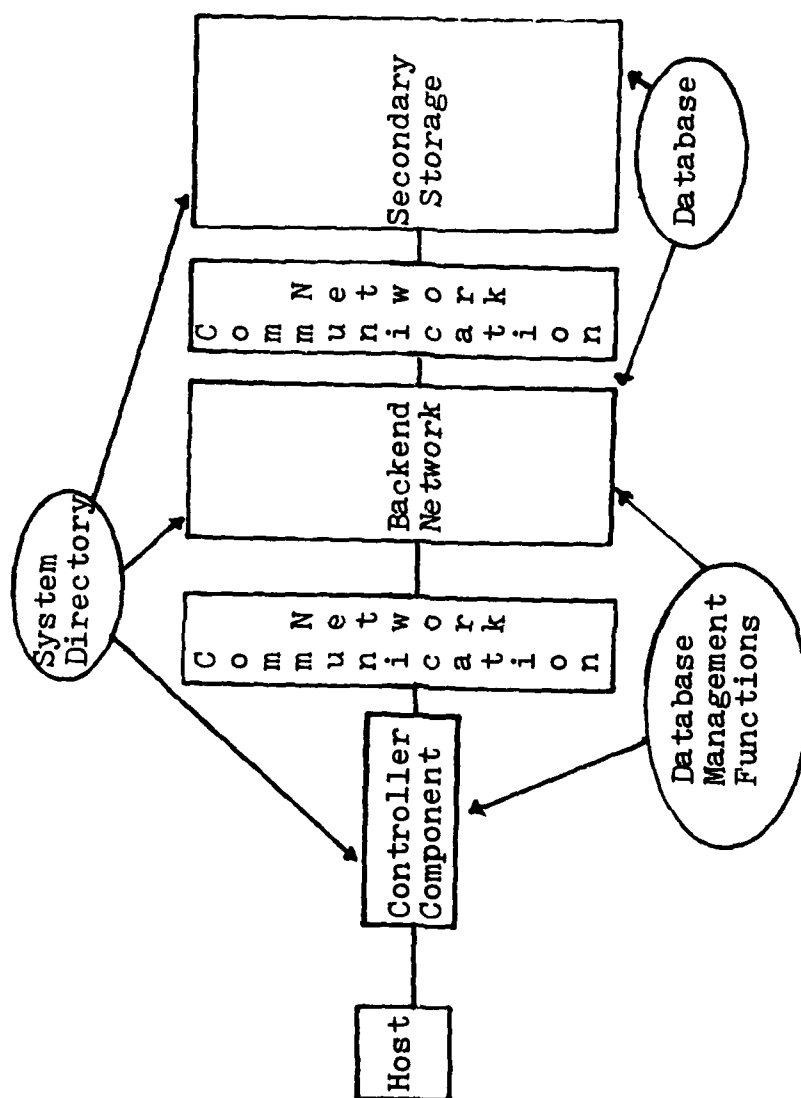 System
Directory
Host
Controller
Component
Communication
Network
Backend
Network
Communication
Network
Secondary
Storage
Database
Management
Functions
Database